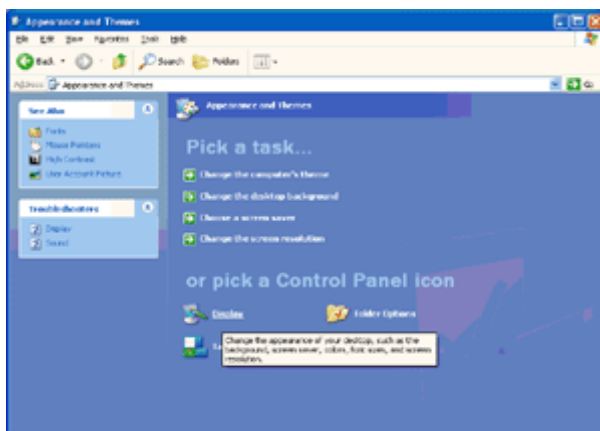 Appearance and Themes
File Edit View Favorites Tools Help
Back Search Folders
Address Appearance and Themes Go
See Also
Fonts
Mouse Pointers
High Contrast
User Account Picture
Troubleshooters
Display
Sound
Appearance and Themes
Pick a task...
Change the computer's theme
Change the desktop background
Choose a screen saver
Change the screen resolution
or pick a Control Panel icon
Display
Folder Options
Change the appearance of your desktop, such as the
background, screen saver, colors, font sizes, and screen
resolution.